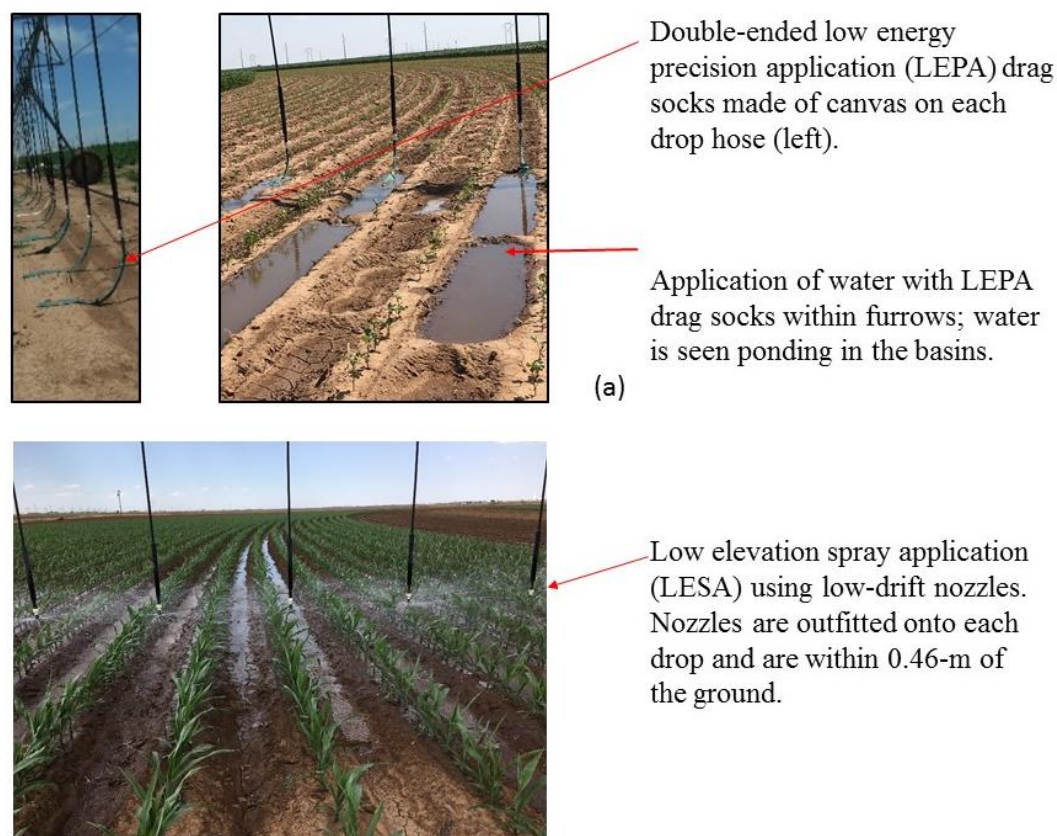 Double-ended low energy
precision application (LEPA) drag
socks made of canvas on each
drop hose (left).
Application of water with LEPA
drag socks within furrows; water
is seen ponding in the basins.
(a)
Low elevation spray application
(LESA) using low-drift nozzles.
Nozzles are outfitted onto each
drop and are within 0.46-m of
the ground.